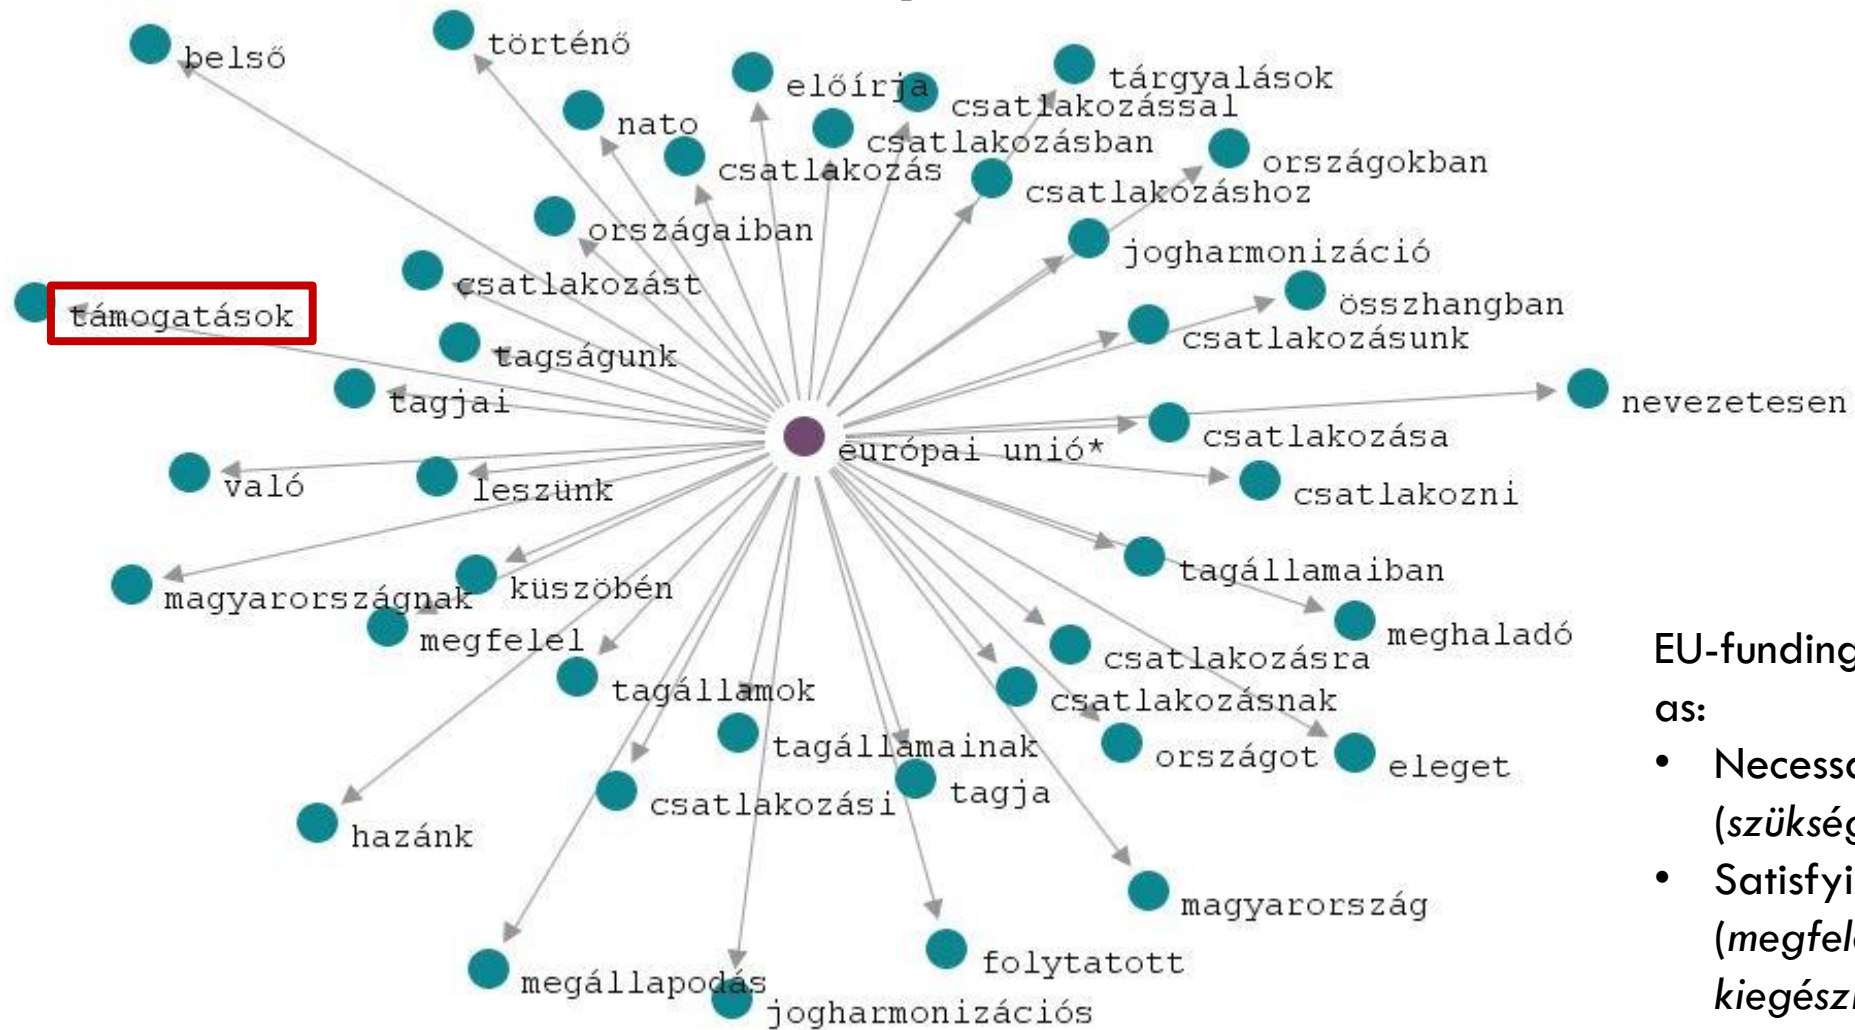 történő
belső
előírja
tárgyalások
csatlakozással
nato
csatlakozásban
csatlakozás
országokban
csatlakozáshoz
országaiban
jogharmonizáció
csatlakozást
összhangban
támogatások
csatlakozásunk
tagságunk
tagjai
nevezetesen
csatlakozása
európai unió*
való
leszünk
csatlakozni
tagállamaiban
küszöbén
magyarországnak
meghaladó
megfelel
csatlakozásra
tagállamok
csatlakozásnak
tagállamainak
országot
eleget
tagja
csatlakozási
hazánk
magyarország
folytatott
megállapodás
jogharmonizációs
EU-funding
as:
•
•